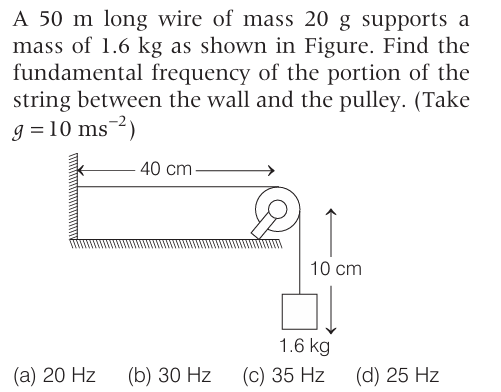 A 50 m long wire of mass 20 g supports a
mass of 1.6 kg as shown in Figure. Find the
fundamental frequency of the portion of the
string between the wall and the pulley. (Take
g = 10 ms⁻²)
40 cm
10 cm
1.6 kg
(a) 20 Hz (b) 30 Hz (c) 35 Hz (d) 25 Hz